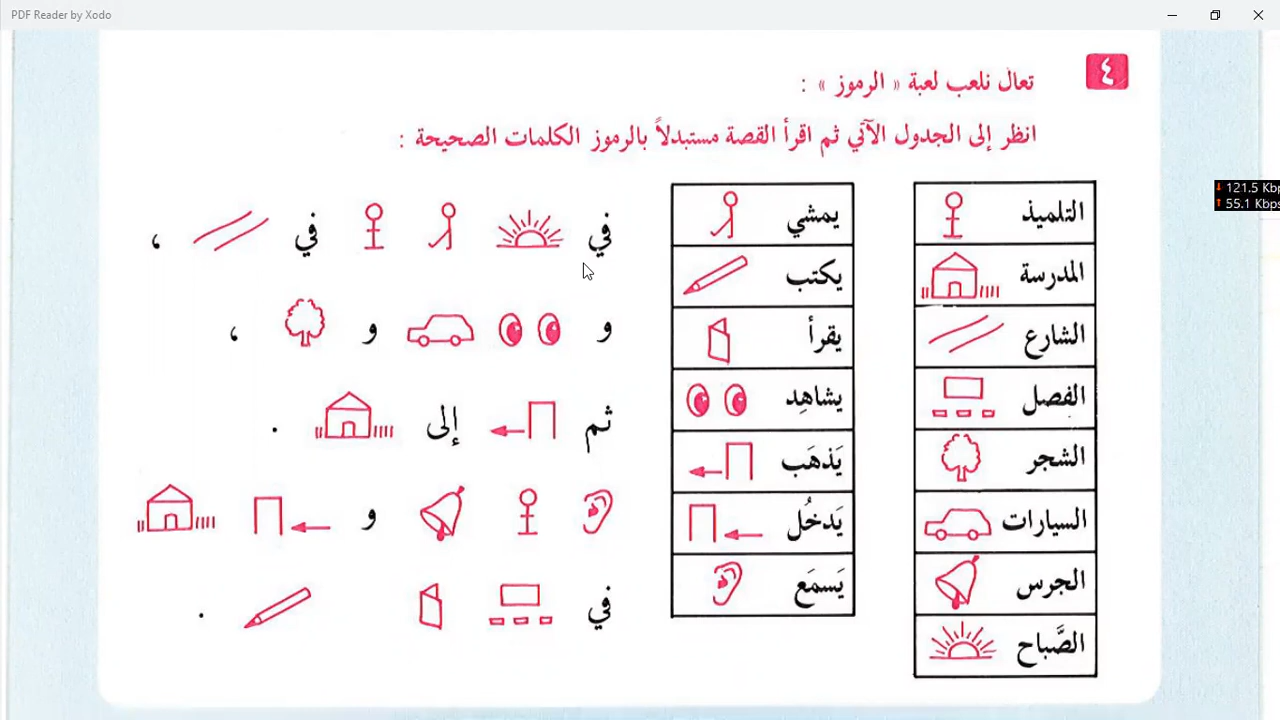 PDF Reader by Xodo
٤
تعال نلعب لعبة « الرموز » :
انظر إلى الجدول الآتي ثم اقرأ القصة مستبدلاً بالرموز الكلمات الصحيحة :
121.5 Kbp
55.1 Kbps
التلميذ
المدرسة
الشارع
الفصل
الشجر
السيارات
الجرس
الصَّباح
يمشي
يكتب
يقرأ
يشاهِد
يَذهَب
يَدخُل
يَسمَع
في في ،
و و ،
ثم إلى .
و
في .